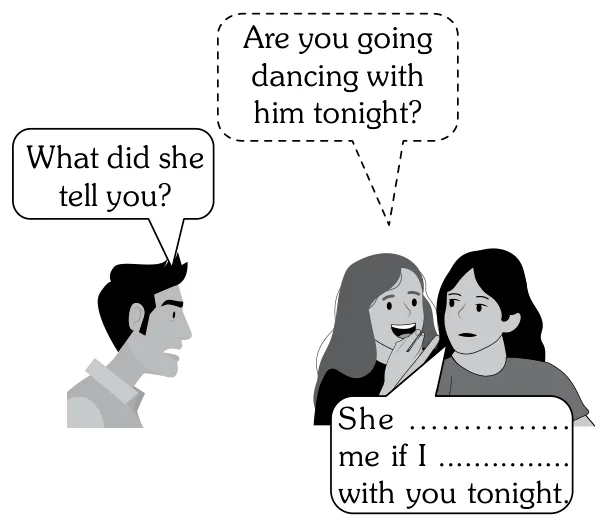 Are you going
dancing with
him tonight?
What did she
tell you?
She ...............
me if I ...............
with you tonight.